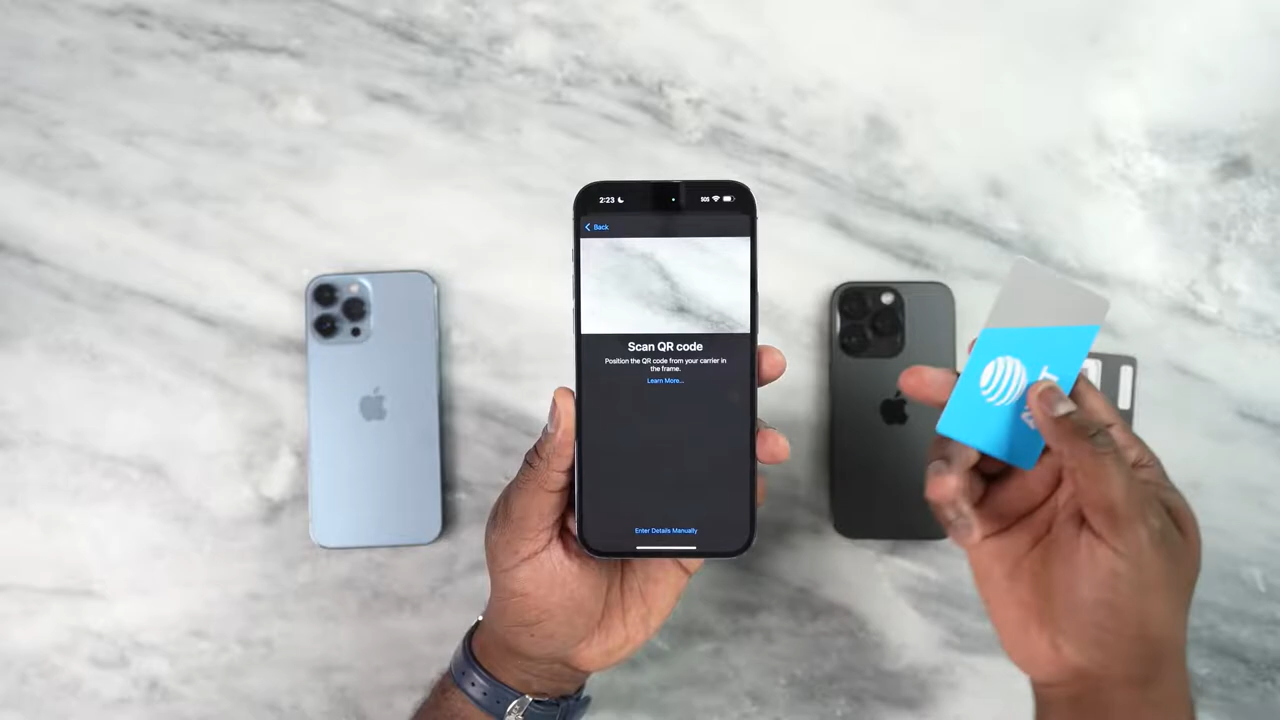 2:23
SOS
Back
Scan QR code
Position the QR code from your carrier in
the frame.
Learn More...
Enter Details Manually